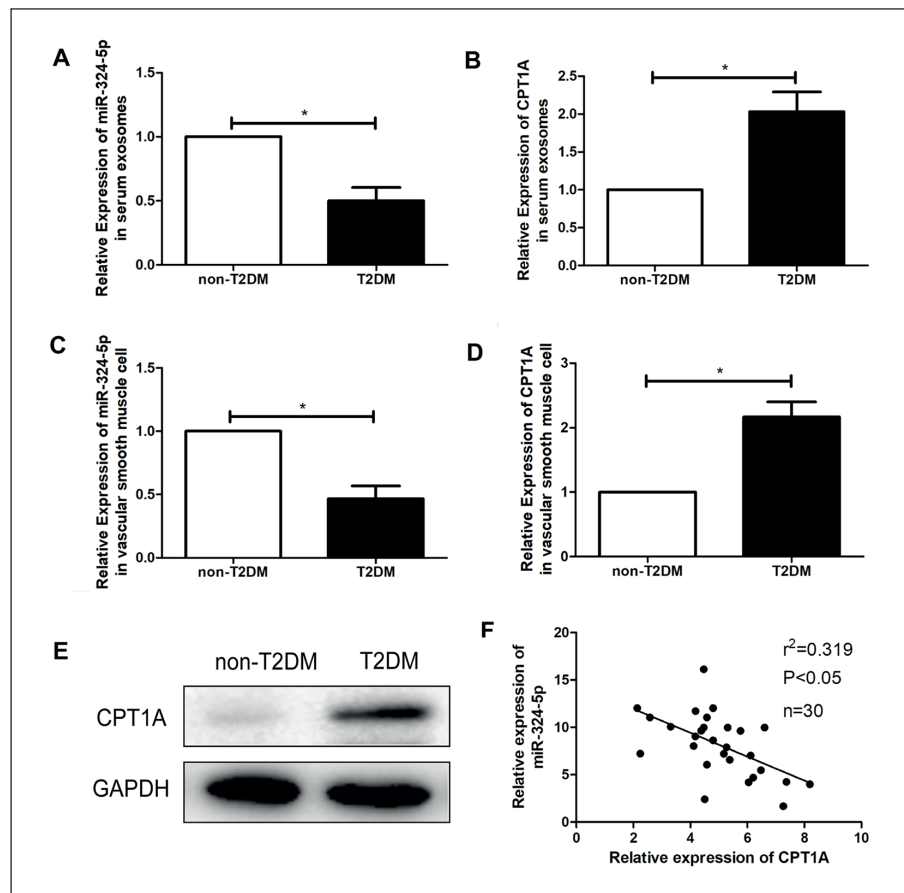 A
Relative Expression of miR-324-5p
in serum exosomes
1.5
1.0
0.5
0.0
*
non-T2DM
T2DM
B
Relative Expression of CPT1A
in serum exosomes
2.5
2.0
1.5
1.0
0.5
0.0
*
non-T2DM
T2DM
C
Relative Expression of miR-324-5p
in vascular smooth muscle cell
1.5
1.0
0.5
0.0
*
non-T2DM
T2DM
D
Relative Expression of CPT1A
in vascular smooth muscle cell
3
2
1
0
*
non-T2DM
T2DM
E
non-T2DM T2DM
CPT1A
GAPDH
F
Relative expression of
miR-324-5p
20
15
10
5
0
r²=0.319
P<0.05
n=30
0 2 4 6 8 10
Relative expression of CPT1A